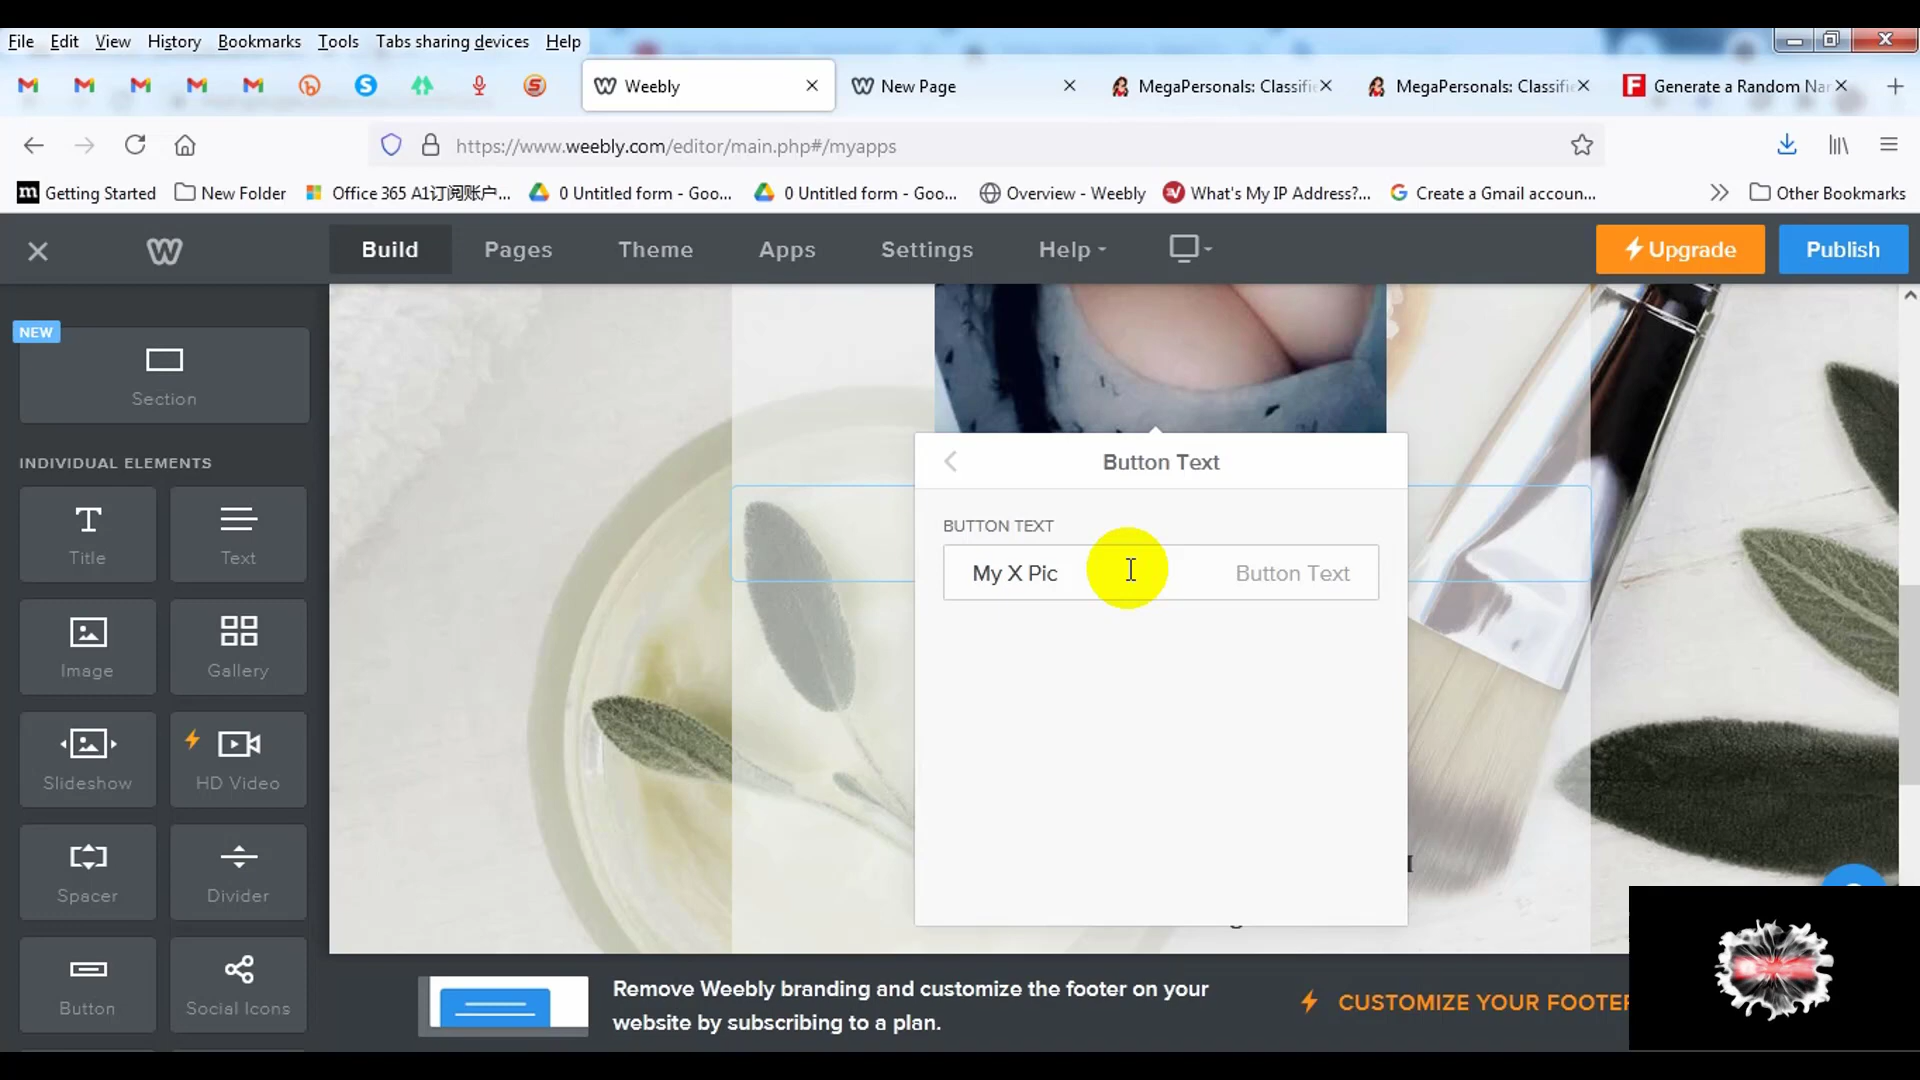 File Edit View History Bookmarks Tools Tabs sharing devices Help
Weebly New Page MegaPersonals: Classifi MegaPersonals: Classifi Generate a Random Na
https://www.weebly.com/editor/main.php#/myapps
Getting Started New Folder Office 365 A1订阅账户... 0 Untitled form - Goo... 0 Untitled form - Goo... Overview - Weebly What's My IP Address?... Create a Gmail accoun... Other Bookmarks
Build Pages Theme Apps Settings Help Upgrade Publish
NEW
Section
INDIVIDUAL ELEMENTS
Title Text
Image Gallery
Slideshow HD Video
Spacer Divider
Button Social Icons
Button Text
BUTTON TEXT
My X Pic Button Text
Remove Weebly branding and customize the footer on your
website by subscribing to a plan.
CUSTOMIZE YOUR FOOTER